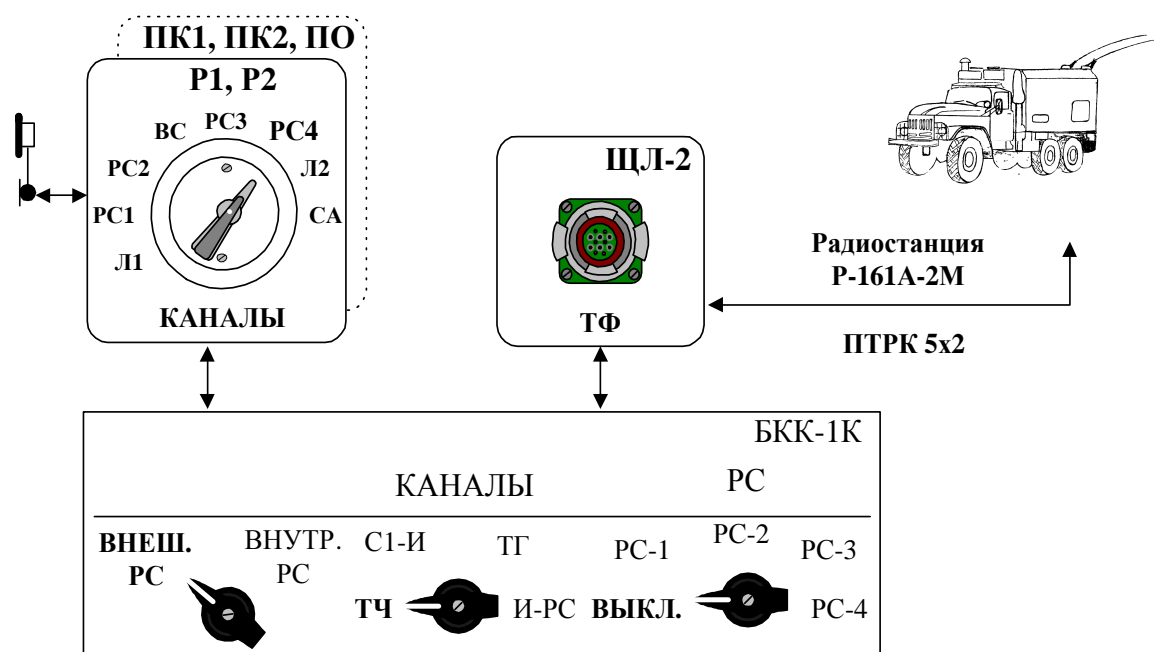 ПК1, ПК2, ПО
Р1, Р2
РС3
ВС
РС4
РС2
Л2
РС1
СА
Л1
КАНАЛЫ
ЩЛ-2
ТФ
Радиостанция
Р-161А-2М
ПТРК 5х2
БКК-1К
КАНАЛЫ
РС
ВНЕШ.
РС
ВНУТР.
РС
С1-И
ТГ
РС-1
РС-2
РС-3
ТЧ
И-РС
ВЫКЛ.
РС-4